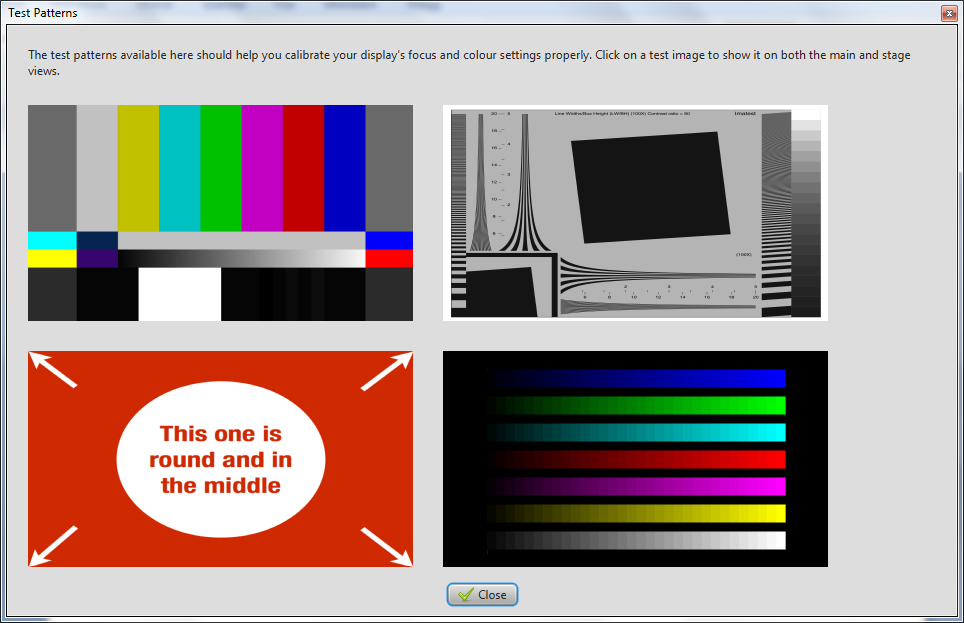 Test Patterns
The test patterns available here should help you calibrate your display's focus and colour settings properly. Click on a test image to show it on both the main and stage
views.
Line Widths/Box Height (LW/BH) (100X) Contrast ratio = 80
Imatest
20
5
18
16
4
14
12
3
10
2
8
6
(100X)
2
3
4
5
6
8
10
12
14
16
18
20
This one is
round and in
the middle
Close